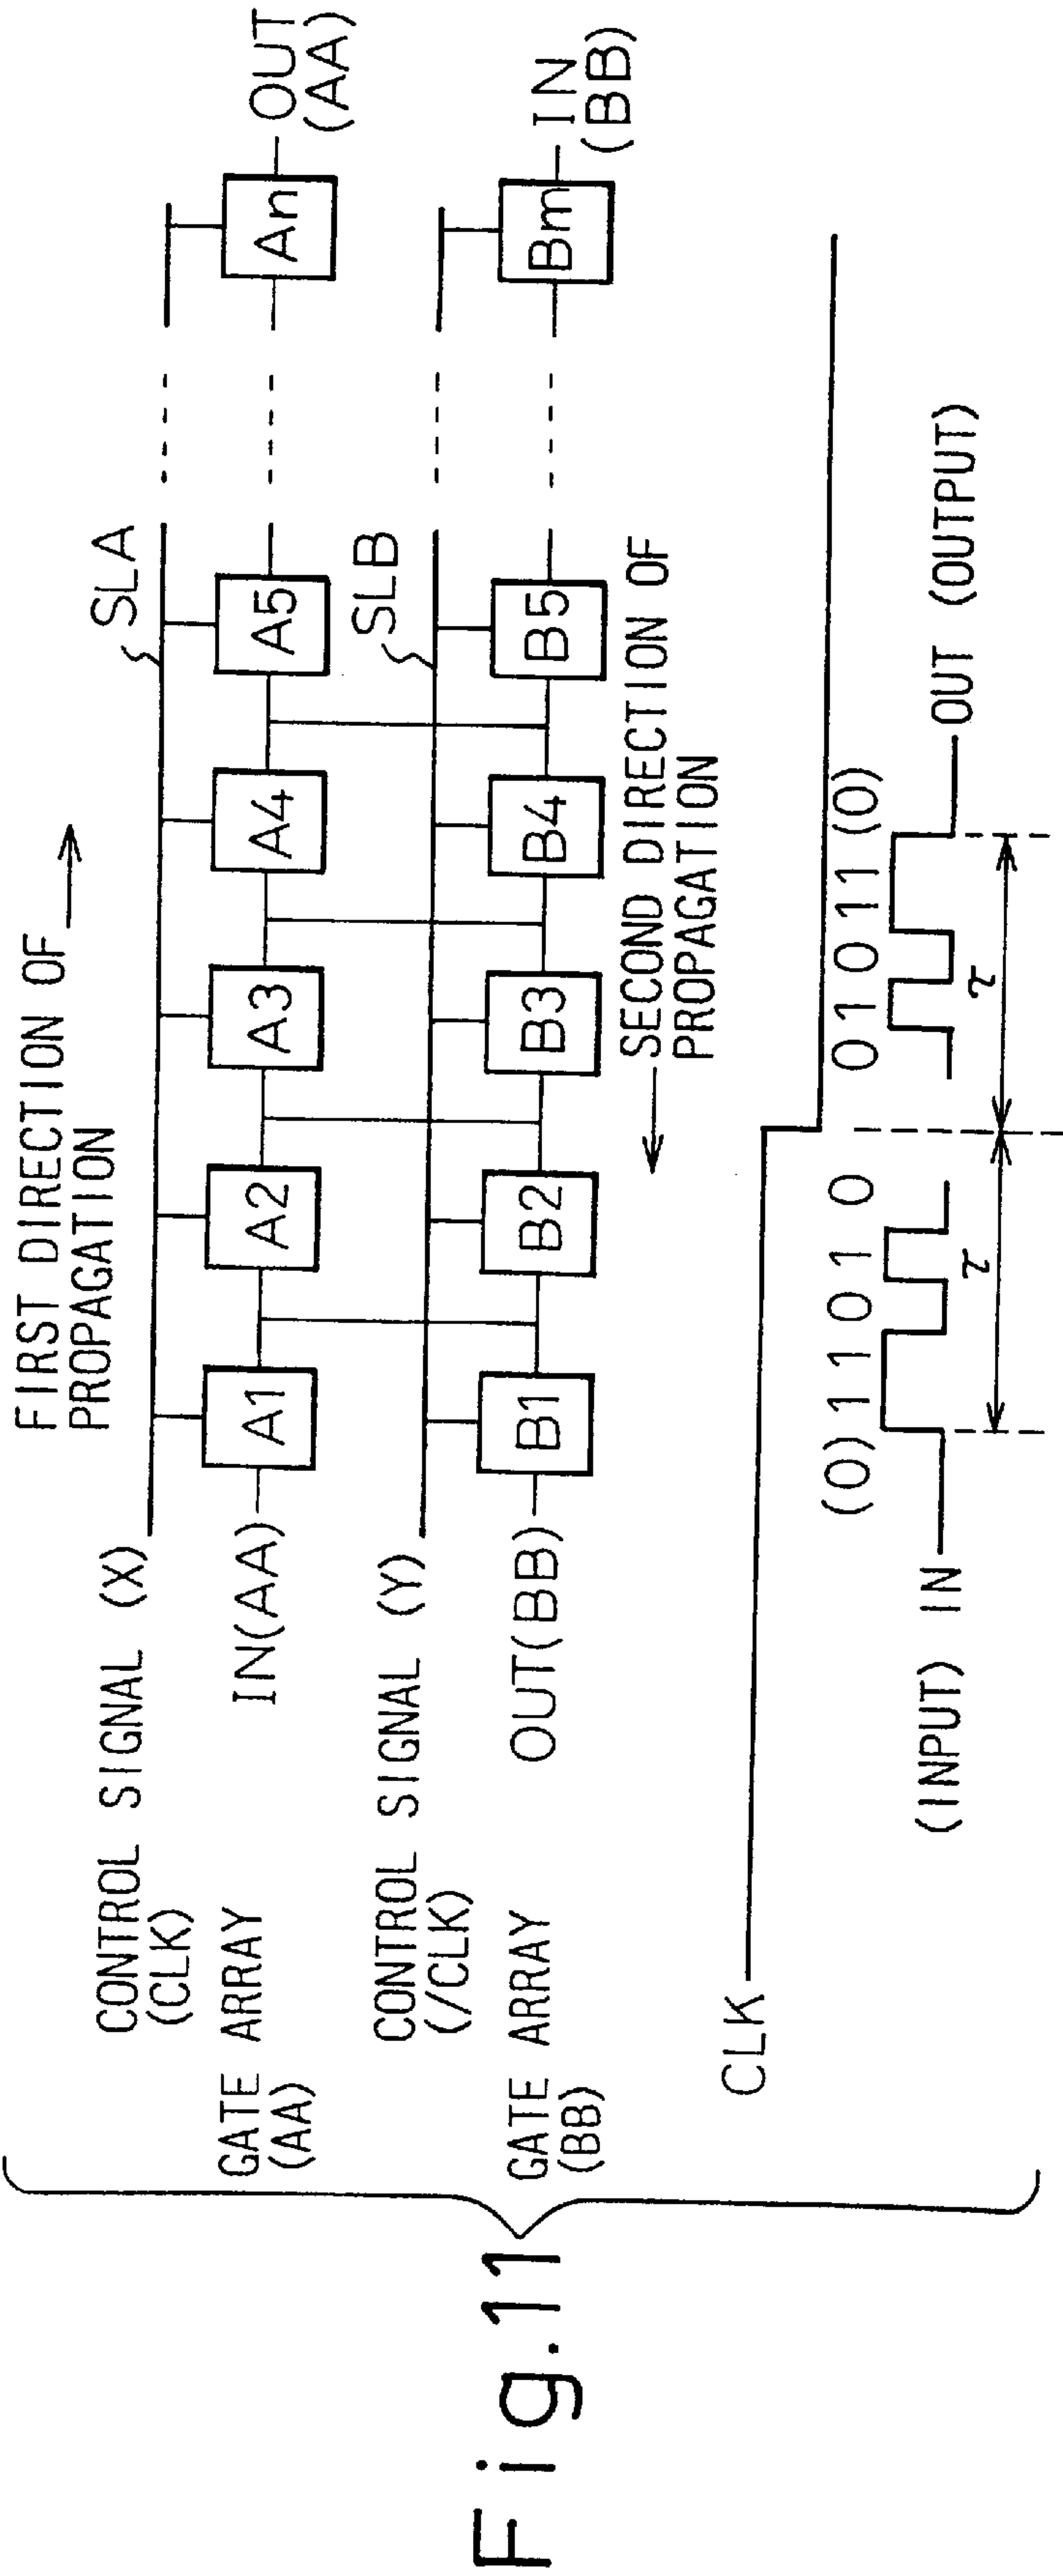 Fig.11
FIRST DIRECTION OF
PROPAGATION
CONTROL SIGNAL (X)
(CLK)
SLA
GATE ARRAY
(AA)
IN(AA)
A1
A2
A3
A4
A5
An
OUT
(AA)
CONTROL SIGNAL (Y)
(/CLK)
SLB
GATE ARRAY
(BB)
OUT(BB)
B1
B2
B3
B4
B5
Bm
IN
(BB)
SECOND DIRECTION OF
PROPAGATION
CLK
(0) 1 1 0 1 0
0 1 0 1 1 (0)
(INPUT) IN
τ
τ
OUT (OUTPUT)